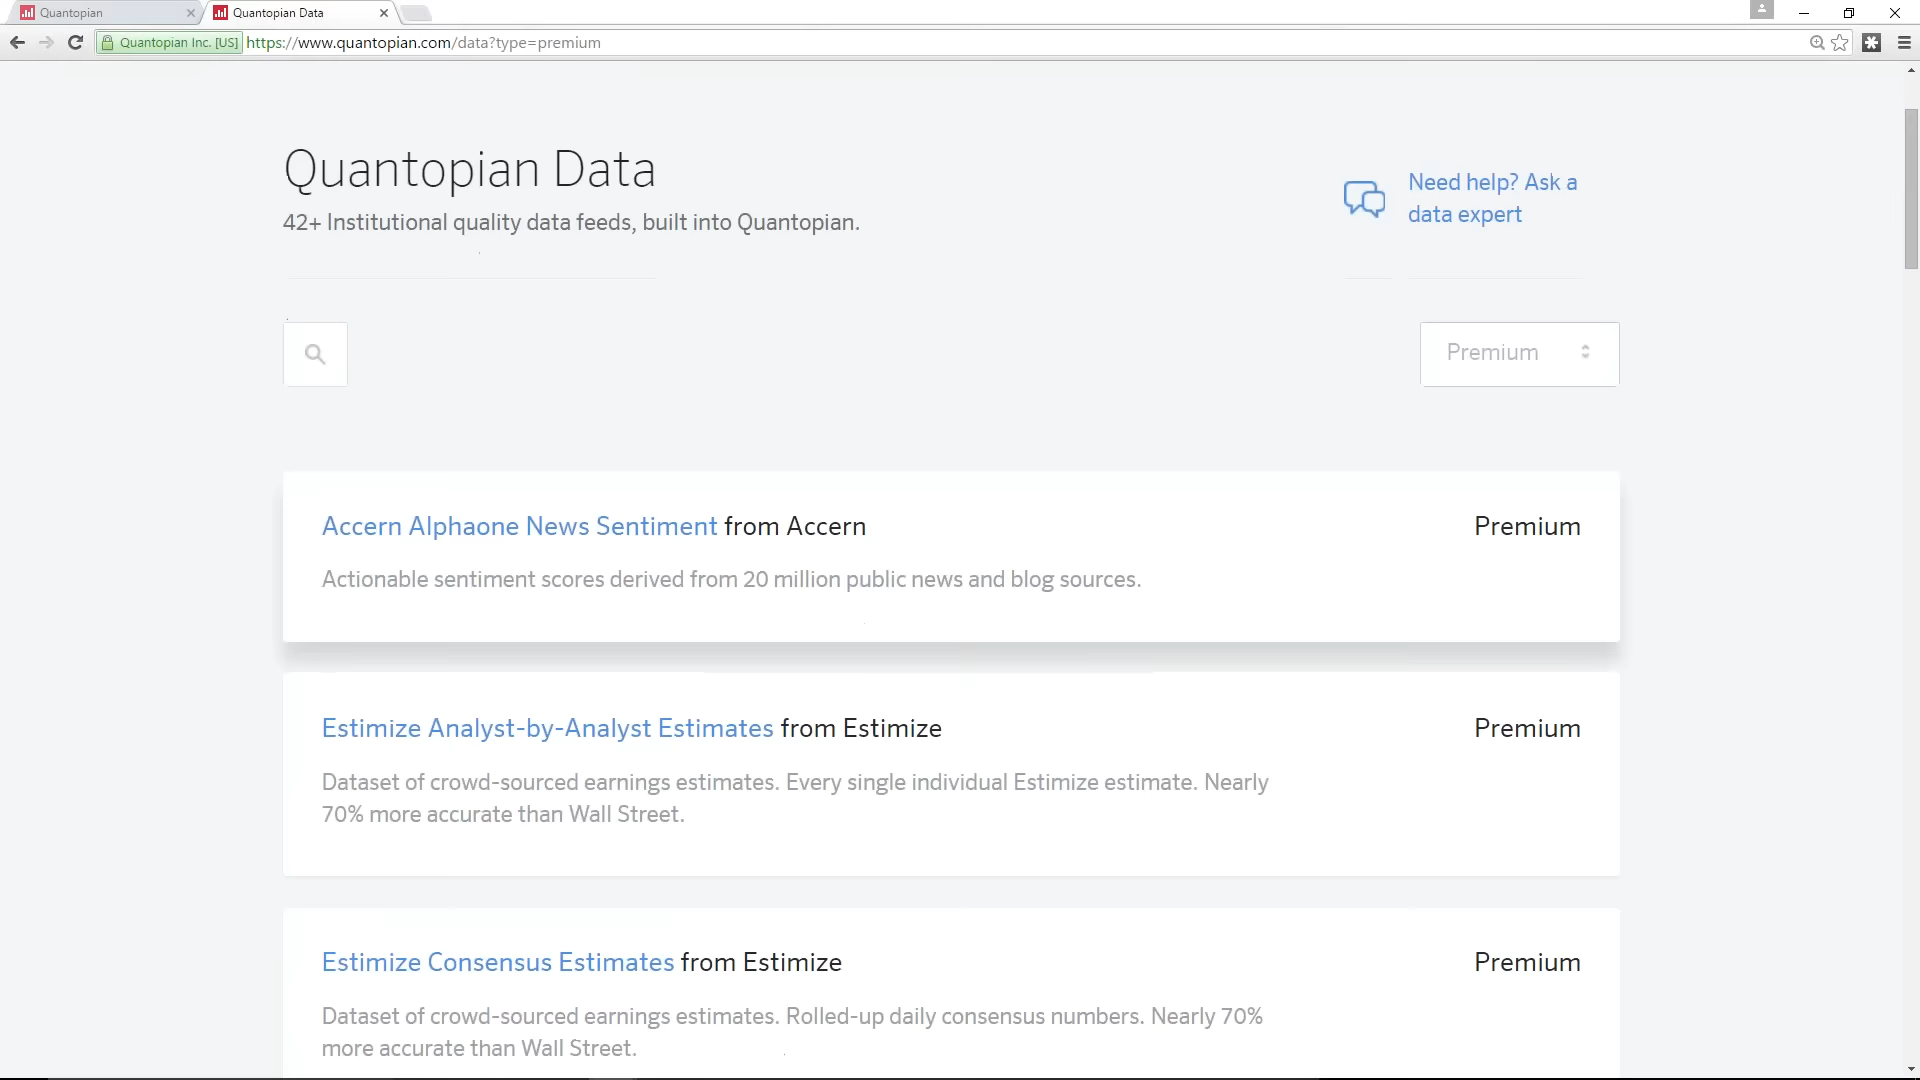 Quantopian
Quantopian Data
Quantopian Inc. [US] https://www.quantopian.com/data?type=premium
Quantopian Data
42+ Institutional quality data feeds, built into Quantopian.
Need help? Ask a
data expert
Premium
Accern Alphaone News Sentiment from Accern
Premium
Actionable sentiment scores derived from 20 million public news and blog sources.
Estimize Analyst-by-Analyst Estimates from Estimize
Premium
Dataset of crowd-sourced earnings estimates. Every single individual Estimize estimate. Nearly
70% more accurate than Wall Street.
Estimize Consensus Estimates from Estimize
Premium
Dataset of crowd-sourced earnings estimates. Rolled-up daily consensus numbers. Nearly 70%
more accurate than Wall Street.